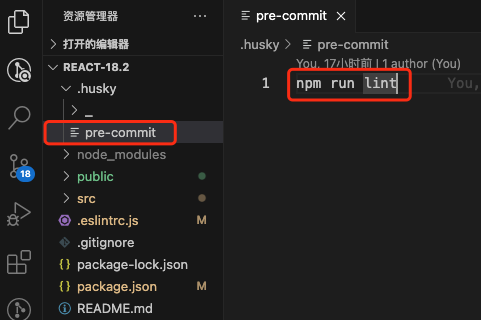 资源管理器
···
打开的编辑器
REACT-18.2
.husky
_
pre-commit
node_modules
public
src
.eslintrc.js M
.gitignore
package-lock.json
package.json M
README.md
18
pre-commit ×
.husky > pre-commit
You, 17小时前 | 1 author (You)
1 npm run lint You,